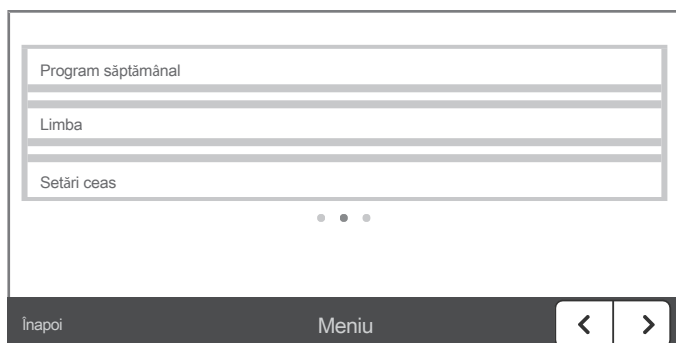 Program săptămânal
Limba
Setări ceas
Înapoi
Meniu